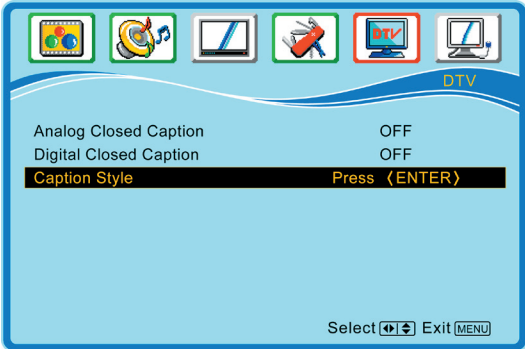 DTV
DTV
Analog Closed Caption OFF
Digital Closed Caption OFF
Caption Style Press 〈ENTER〉
Select Exit MENU